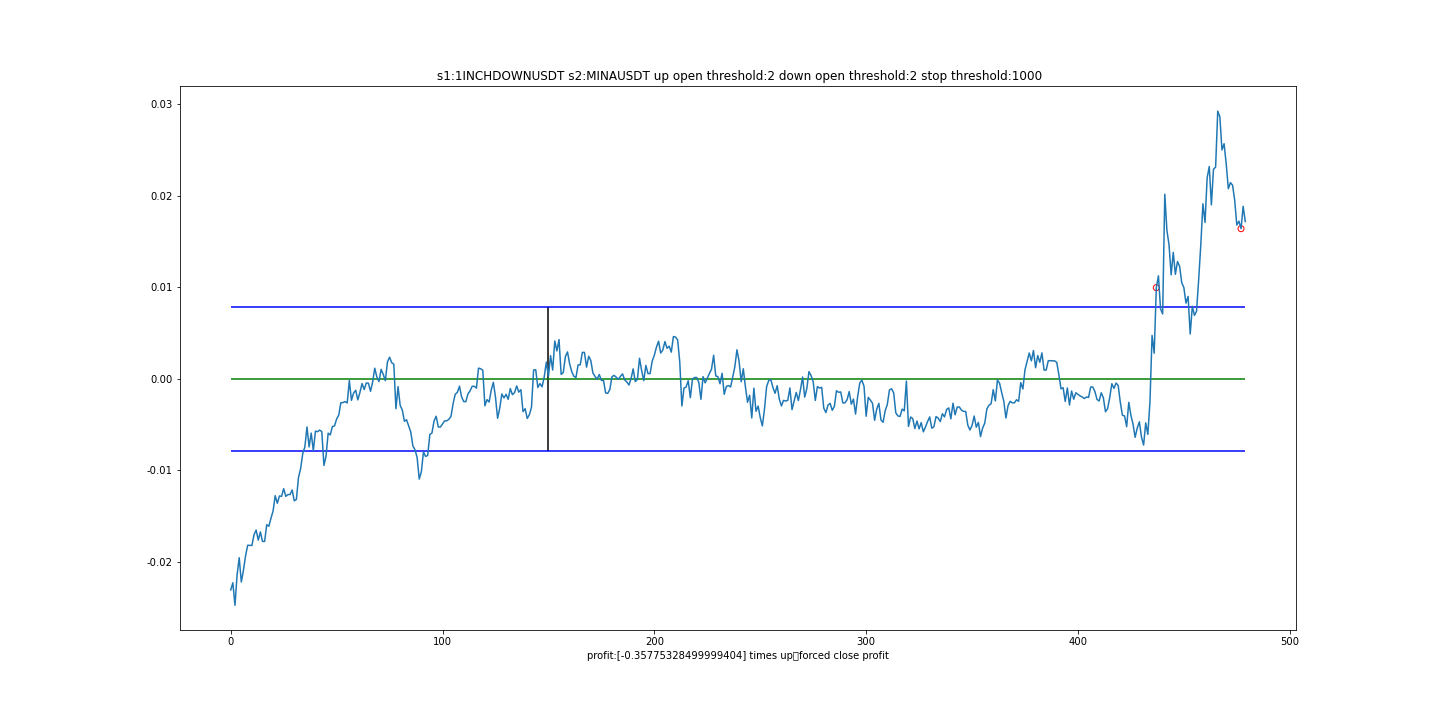 s1:1INCHDOWNUSDT s2:MINAUSDT up open threshold:2 down open threshold:2 stop threshold:1000
0.03
0.02
0.01
0.00
-0.01
-0.02
0 100 200 300 400 500
profit:[-0.35775328499999404] times up▯forced close profit